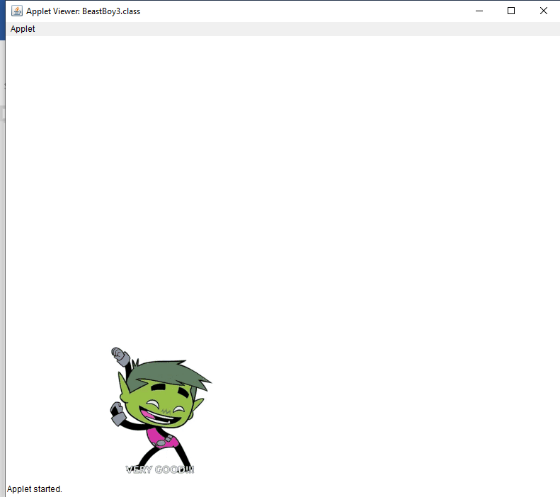 Applet Viewer: BeastBoy3.class
Applet
VERY GOOD!!!
Applet started.